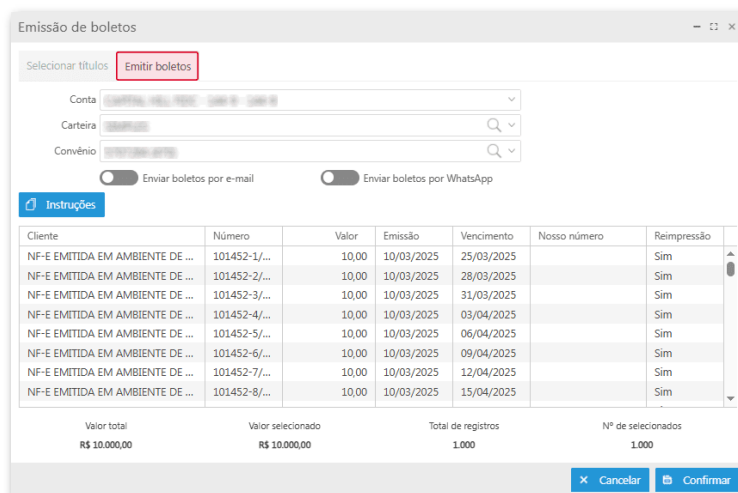 Emissão de boletos
Selecionar títulos Emitir boletos
Conta
Carteira
Convênio
Enviar boletos por e-mail Enviar boletos por WhatsApp
Instruções
Cliente Número Valor Emissão Vencimento Nosso número Reimpressão
NF-E EMITIDA EM AMBIENTE DE ... 101452-1/... 10,00 10/03/2025 25/03/2025 Sim
NF-E EMITIDA EM AMBIENTE DE ... 101452-2/... 10,00 10/03/2025 28/03/2025 Sim
NF-E EMITIDA EM AMBIENTE DE ... 101452-3/... 10,00 10/03/2025 31/03/2025 Sim
NF-E EMITIDA EM AMBIENTE DE ... 101452-4/... 10,00 10/03/2025 03/04/2025 Sim
NF-E EMITIDA EM AMBIENTE DE ... 101452-5/... 10,00 10/03/2025 06/04/2025 Sim
NF-E EMITIDA EM AMBIENTE DE ... 101452-6/... 10,00 10/03/2025 09/04/2025 Sim
NF-E EMITIDA EM AMBIENTE DE ... 101452-7/... 10,00 10/03/2025 12/04/2025 Sim
NF-E EMITIDA EM AMBIENTE DE ... 101452-8/... 10,00 10/03/2025 15/04/2025 Sim
Valor total Valor selecionado Total de registros Nº de selecionados
R$ 10.000,00 R$ 10.000,00 1.000 1.000
Cancelar Confirmar